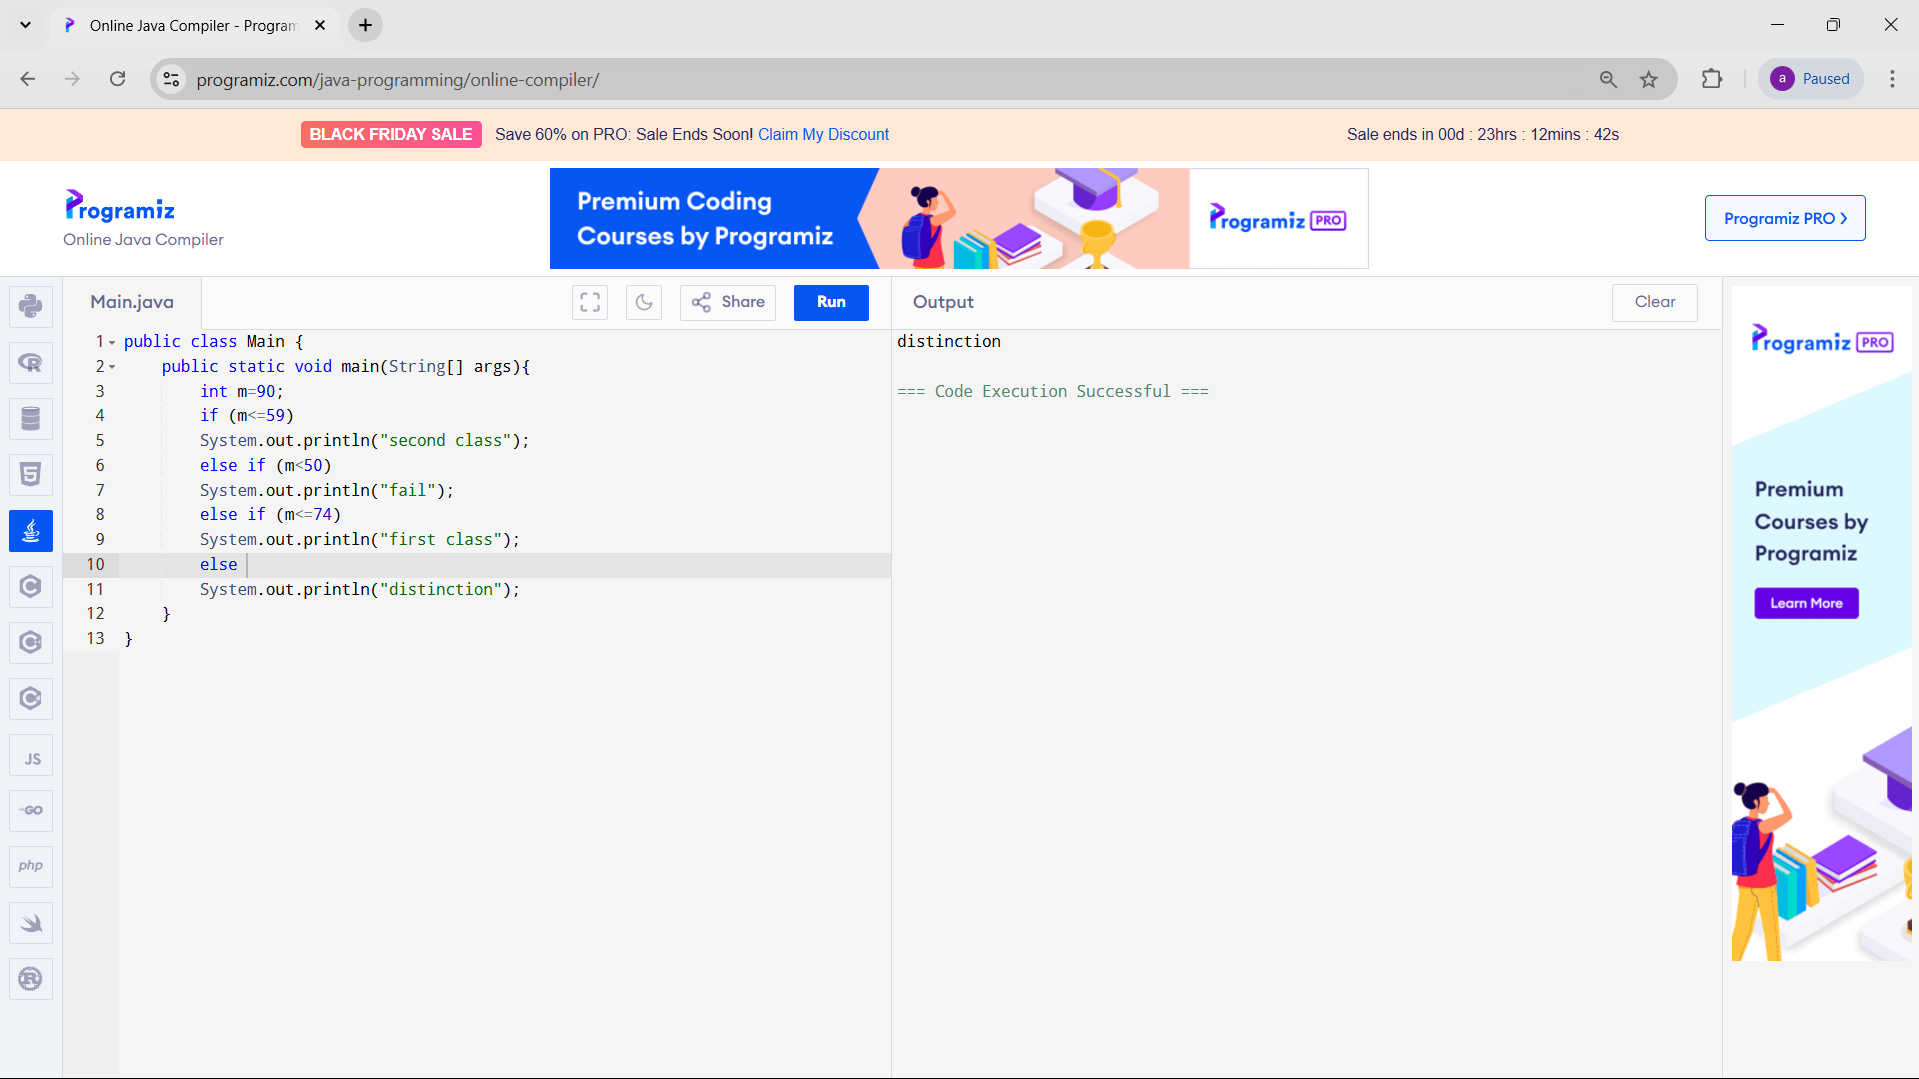 Online Java Compiler - Program
programiz.com/java-programming/online-compiler/
a Paused
BLACK FRIDAY SALE Save 60% on PRO: Sale Ends Soon! Claim My Discount Sale ends in 00d : 23hrs : 12mins : 42s
Programiz
Online Java Compiler
Premium Coding
Courses by Programiz
Programiz PRO
Programiz PRO >
Main.java
Share
Run
Output
Clear
1 public class Main {
2 public static void main(String[] args){
3 int m=90;
4 if (m<=59)
5 System.out.println("second class");
6 else if (m<50)
7 System.out.println("fail");
8 else if (m<=74)
9 System.out.println("first class");
10 else
11 System.out.println("distinction");
12 }
13 }
distinction
=== Code Execution Successful ===
JS
GO
php
Programiz PRO
Premium
Courses by
Programiz
Learn More